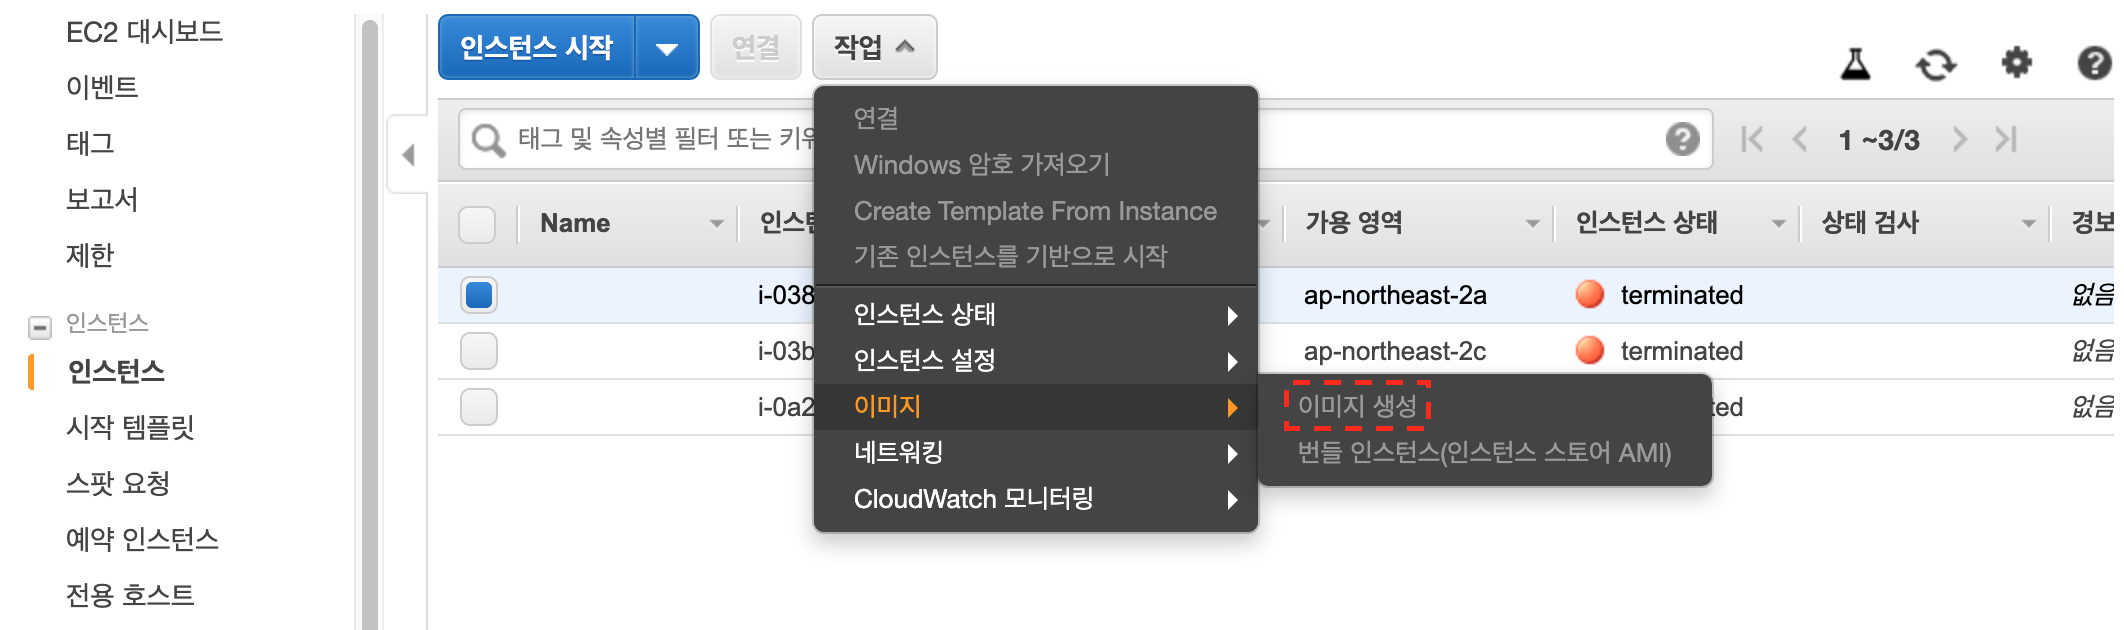 EC2 대시보드
이벤트
태그
보고서
제한
인스턴스
인스턴스
시작 템플릿
스팟 요청
예약 인스턴스
전용 호스트
인스턴스 시작
연결
작업
태그 및 속성별 필터 또는
1 ~3/3
Name
가용 영역
인스턴스 상태
상태 검사
경보
i-038
ap-northeast-2a
terminated
없음
i-03b
ap-northeast-2c
terminated
없음
i-0a2
없음
연결
Windows 암호 가져오기
Create Template From Instance
기존 인스턴스를 기반으로 시작
인스턴스 상태
인스턴스 설정
이미지
네트워킹
CloudWatch 모니터링
이미지 생성
번들 인스턴스(인스턴스 스토어 AMI)